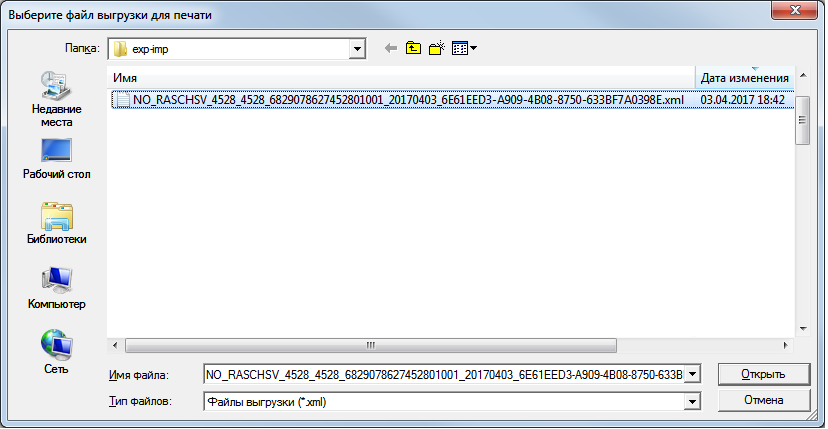 Выберите файл выгрузки для печати
Папка: exp-imp
Имя Дата изменения
NO_RASCHSV_4528_4528_6829078627452801001_20170403_6E61EED3-A909-4B08-8750-633BF7A0398E.xml 03.04.2017 18:42
Недавние
места
Рабочий стол
Библиотеки
Компьютер
Сеть
Имя файла: NO_RASCHSV_4528_4528_6829078627452801001_20170403_6E61EED3-A909-4B08-8750-633B Открыть
Тип файлов: Файлы выгрузки (*.xml) Отмена